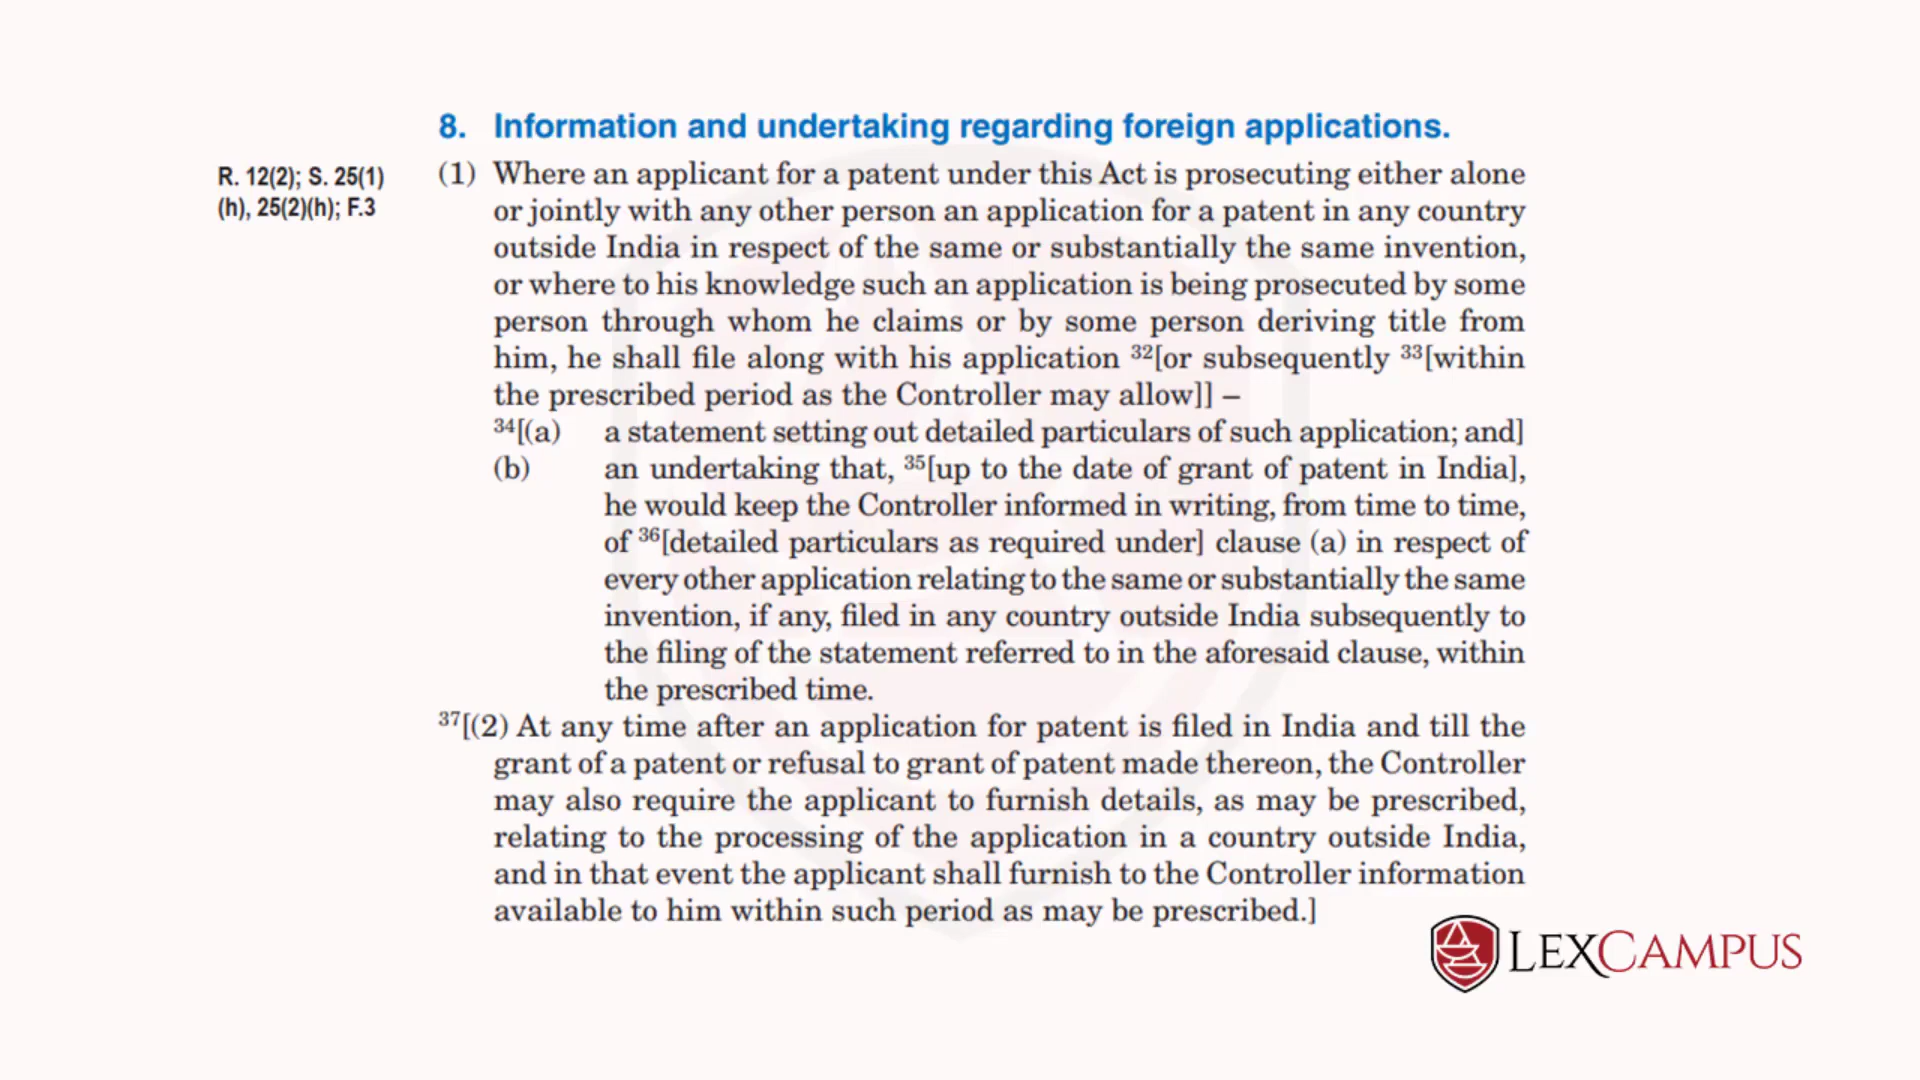 8. Information and undertaking regarding foreign applications.
R. 12(2); S. 25(1)
(h), 25(2)(h); F.3
(1) Where an applicant for a patent under this Act is prosecuting either alone
or jointly with any other person an application for a patent in any country
outside India in respect of the same or substantially the same invention,
or where to his knowledge such an application is being prosecuted by some
person through whom he claims or by some person deriving title from
him, he shall file along with his application 32[or subsequently 33[within
the prescribed period as the Controller may allow]] –
34[(a) a statement setting out detailed particulars of such application; and]
(b) an undertaking that, 35[up to the date of grant of patent in India],
he would keep the Controller informed in writing, from time to time,
of 36[detailed particulars as required under] clause (a) in respect of
every other application relating to the same or substantially the same
invention, if any, filed in any country outside India subsequently to
the filing of the statement referred to in the aforesaid clause, within
the prescribed time.
37[(2) At any time after an application for patent is filed in India and till the
grant of a patent or refusal to grant of patent made thereon, the Controller
may also require the applicant to furnish details, as may be prescribed,
relating to the processing of the application in a country outside India,
and in that event the applicant shall furnish to the Controller information
available to him within such period as may be prescribed.]
LEXCAMPUS